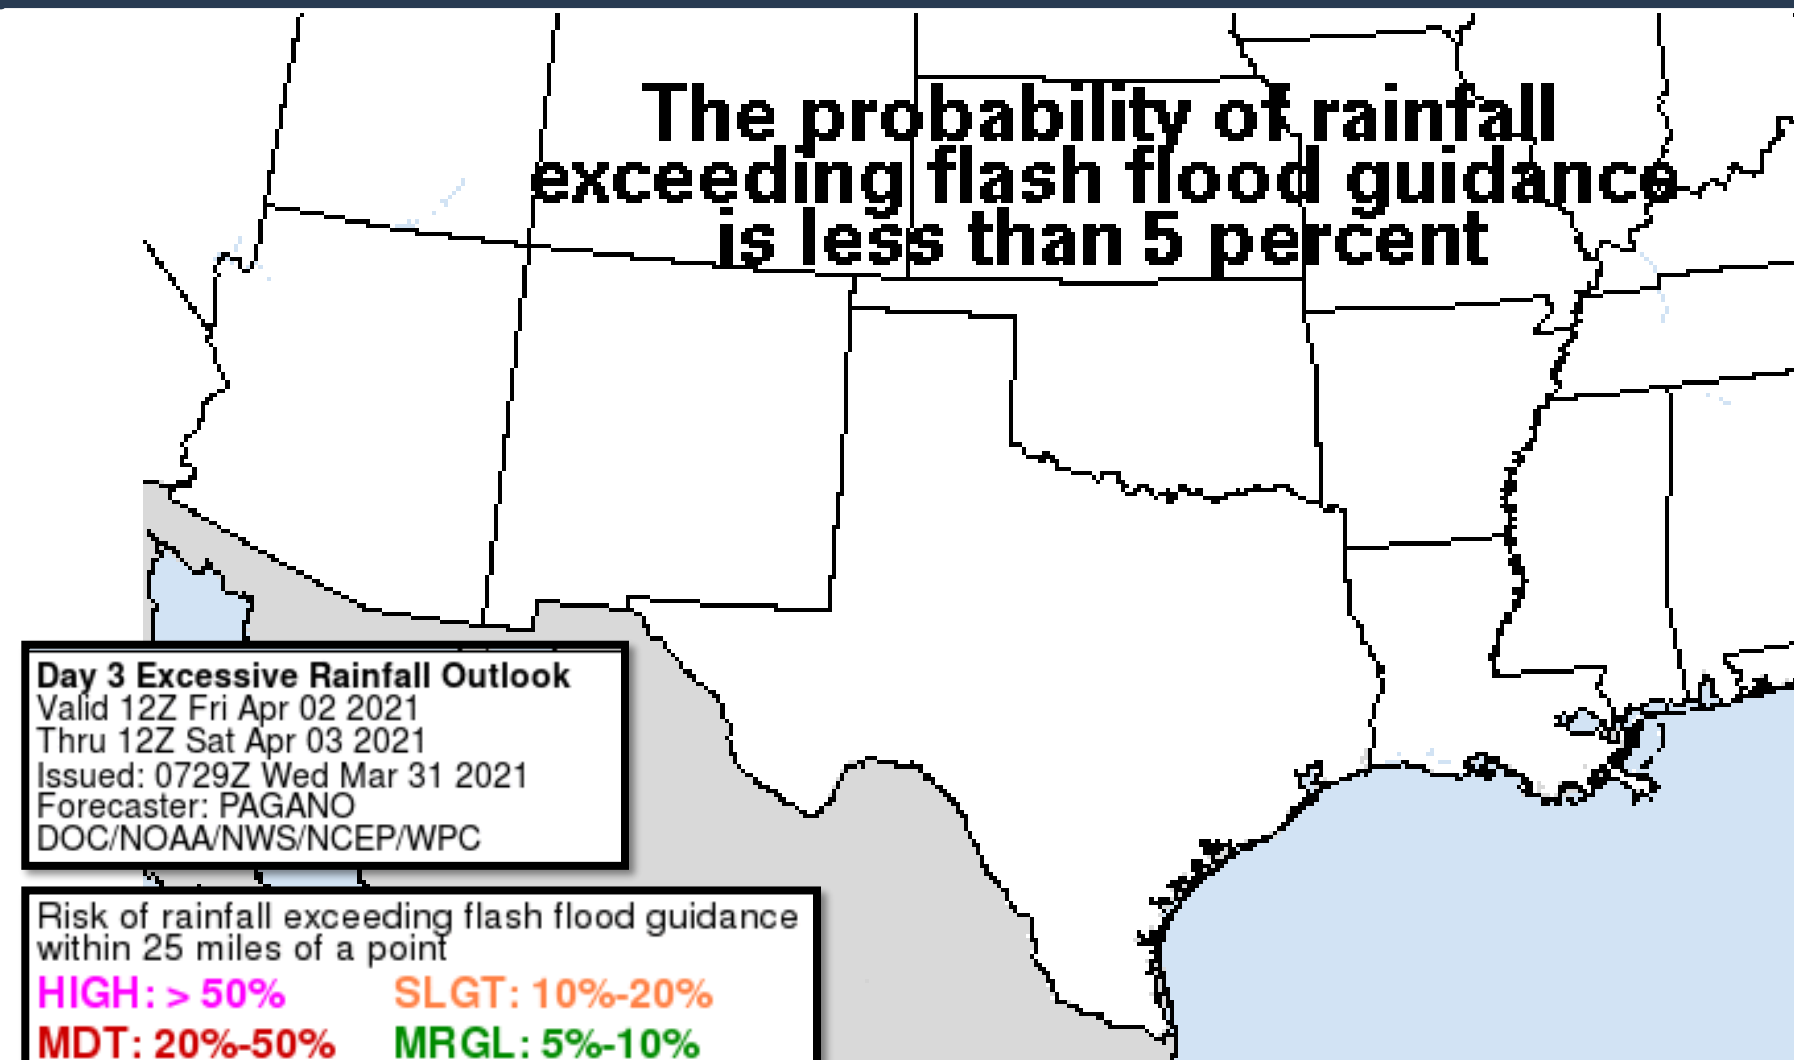 The probability of rainfall
exceeding flash flood guidance
is less than 5 percent
Day 3 Excessive Rainfall Outlook
Valid 12Z Fri Apr 02 2021
Thru 12Z Sat Apr 03 2021
Issued: 0729Z Wed Mar 31 2021
Forecaster: PAGANO
DOC/NOAA/NWS/NCEP/WPC
Risk of rainfall exceeding flash flood guidance
within 25 miles of a point
HIGH: > 50% SLGT: 10%-20%
MDT: 20%-50% MRGL: 5%-10%